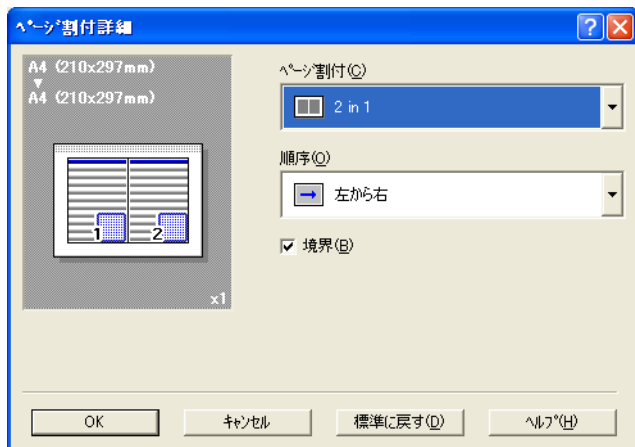 ﾍﾟｰｼﾞ割付詳細
A4 (210x297mm)
A4 (210x297mm)
1 2
x1
ﾍﾟｰｼﾞ割付(C)
2 in 1
順序(O)
左から右
境界(B)
OK
ｷｬﾝｾﾙ
標準に戻す(D)
ﾍﾙﾌﾟ(H)